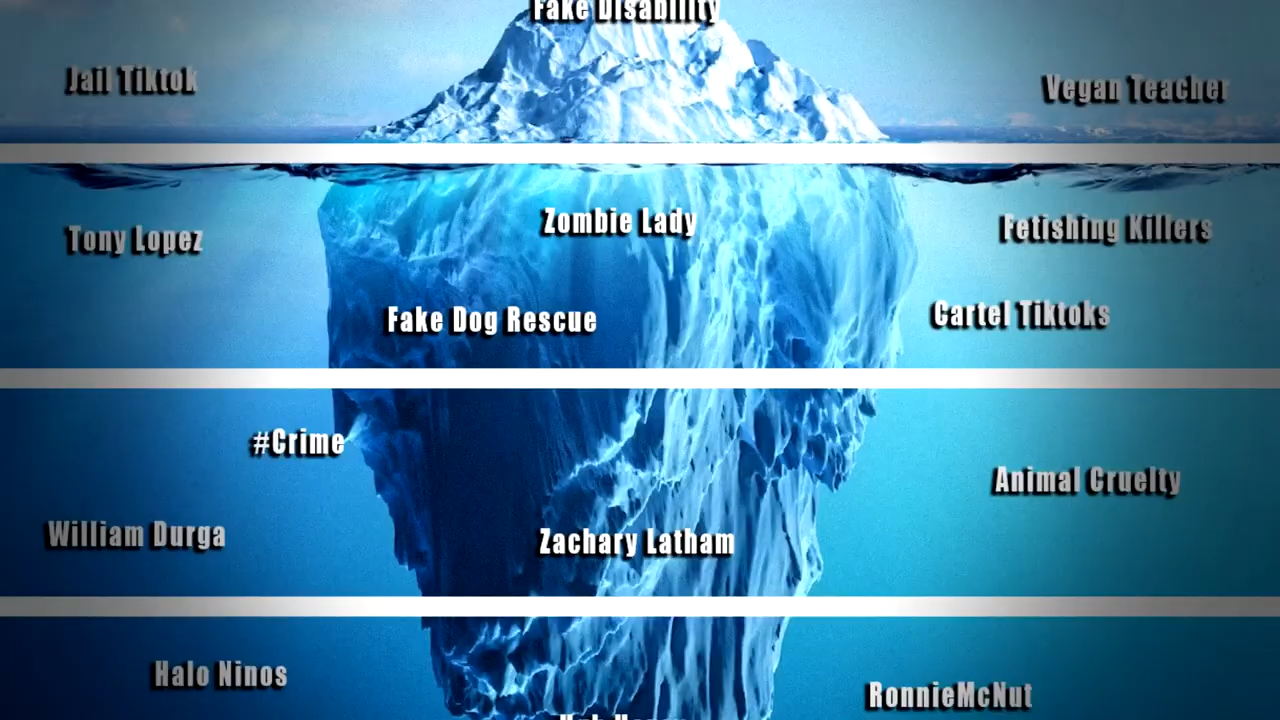 Fake Disability
Jail Tiktok
Vegan Teacher
Tony Lopez
Zombie Lady
Fetishing Killers
Fake Dog Rescue
Cartel Tiktoks
#Crime
Animal Cruelty
William Durga
Zachary Latham
Halo Ninos
RonnieMcNut